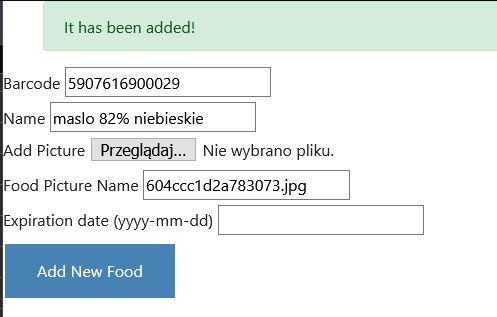 It has been added!
Barcode 5907616900029
Name maslo 82% niebieskie
Add Picture Przeglądaj... Nie wybrano pliku.
Food Picture Name 604ccc1d2a783073.jpg
Expiration date (yyyy-mm-dd)
Add New Food